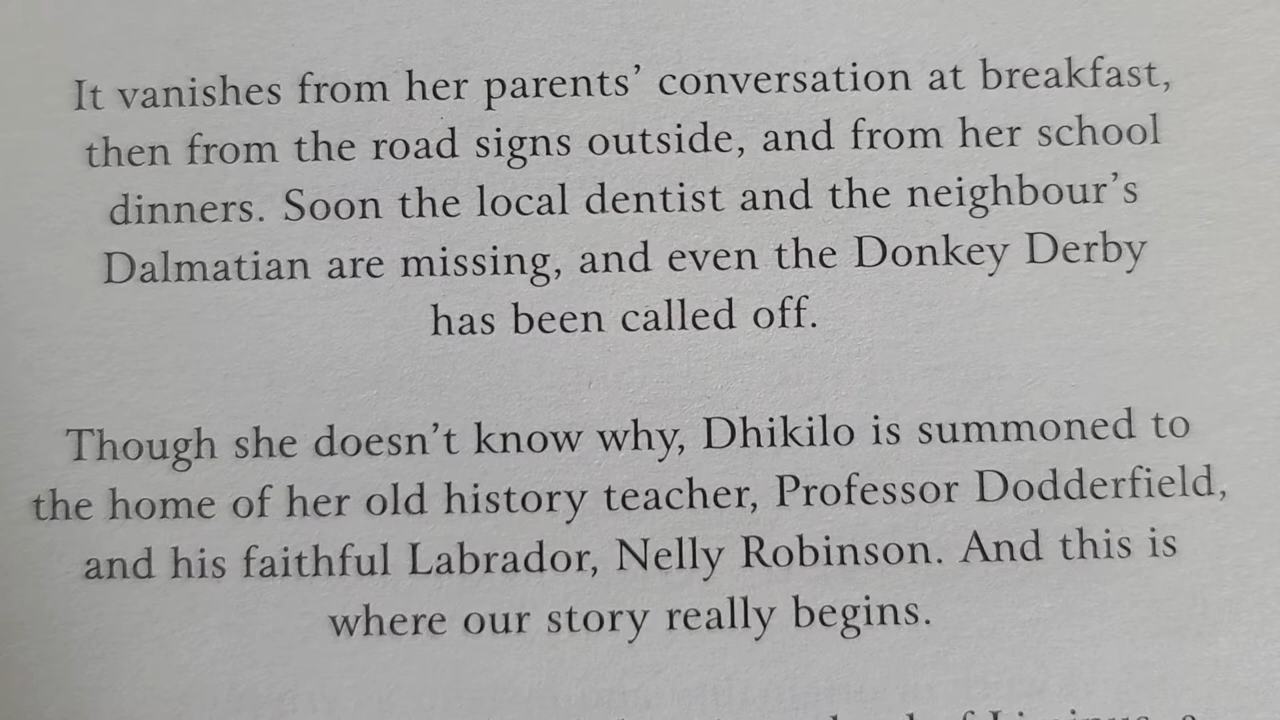 It vanishes from her parents’ conversation at breakfast,
then from the road signs outside, and from her school
dinners. Soon the local dentist and the neighbour’s
Dalmatian are missing, and even the Donkey Derby
has been called off.
Though she doesn’t know why, Dhikilo is summoned to
the home of her old history teacher, Professor Dodderfield,
and his faithful Labrador, Nelly Robinson. And this is
where our story really begins.